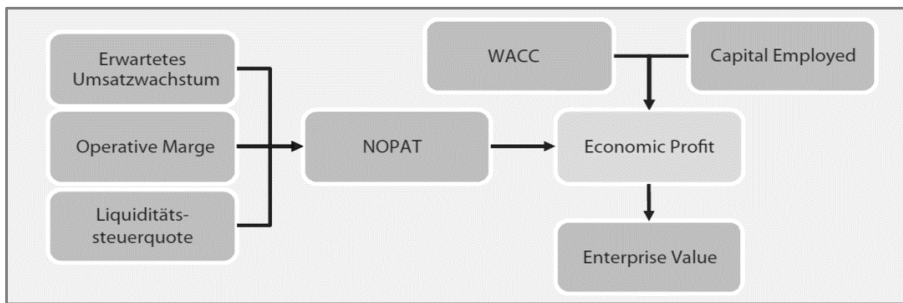 Erwartetes
Umsatzwachstum
Operative Marge
Liquiditäts-
steuerquote
NOPAT
WACC
Capital Employed
Economic Profit
Enterprise Value